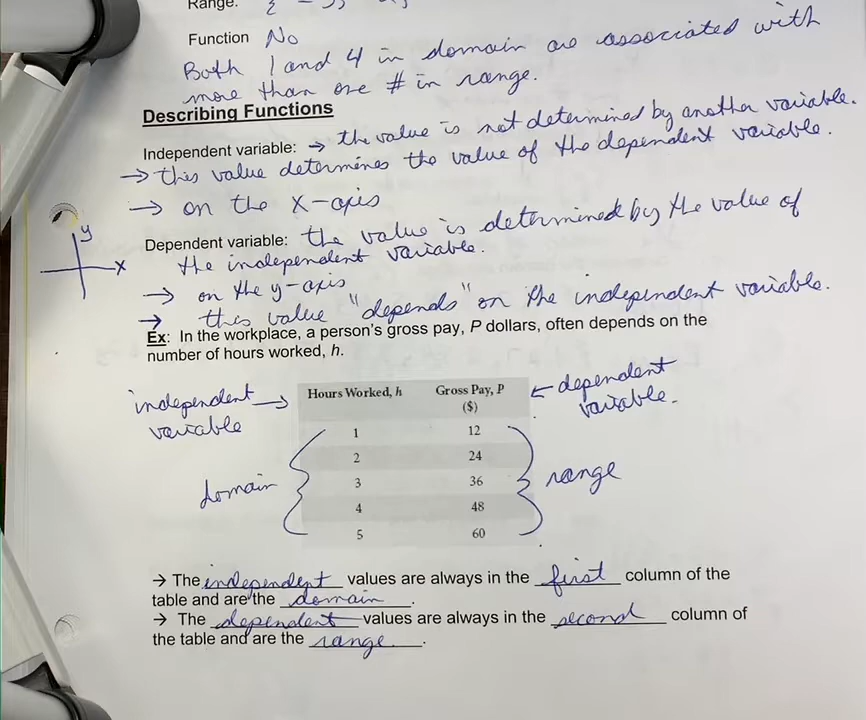 Range: {
Function No
Both 1 and 4 in domain are associated with
more than one # in range.
Describing Functions
Independent variable: → the value is not determined by another variable.
→ this value determines the value of the dependent variable.
→ on the x-axis
y
x
Dependent variable: the value is determined by the value of
the independent variable.
→ on the y-axis
→ this value "depends" on the independent variable.
Ex: In the workplace, a person's gross pay, P dollars, often depends on the
number of hours worked, h.
independent variable → Hours Worked, h Gross Pay, P ($) ← dependent variable.
1 12
2 24
domain 3 36 range
4 48
5 60
→ The independent values are always in the first column of the
table and are the domain.
→ The dependent values are always in the second column of
the table and are the range.